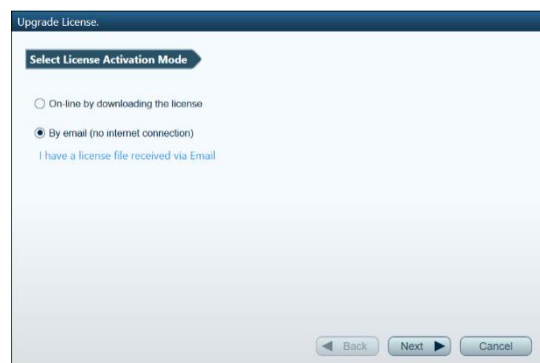 Upgrade License.
Select License Activation Mode
On-line by downloading the license
By email (no internet connection)
I have a license file received via Email
Back Next Cancel